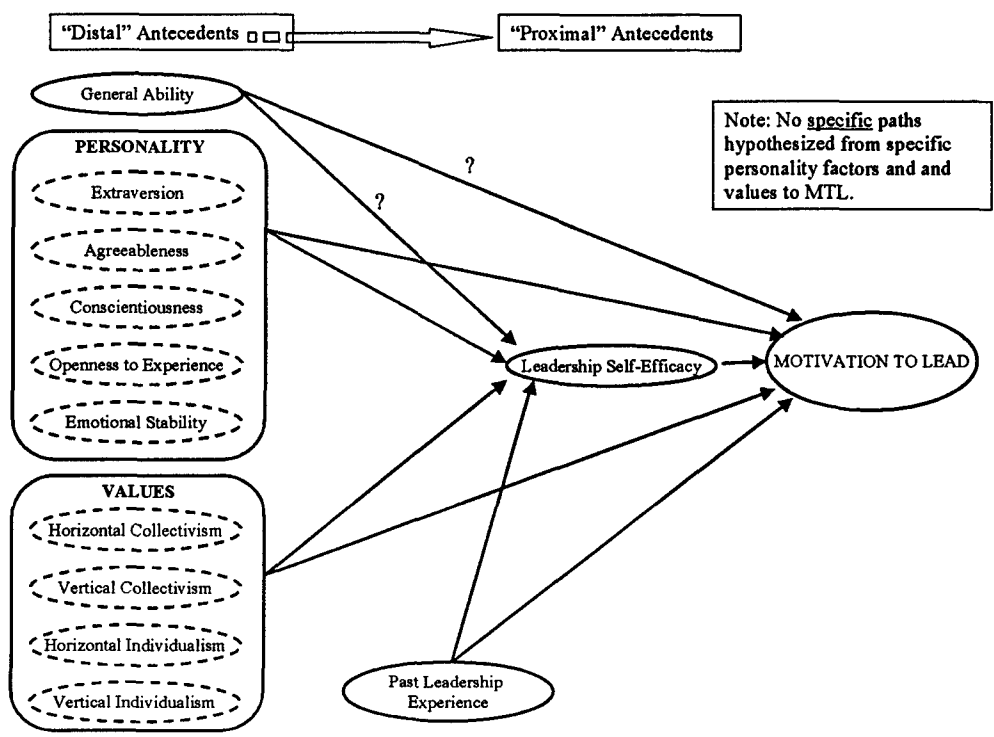 “Distal” Antecedents
“Proximal” Antecedents
General Ability
Note: No specific paths
hypothesized from specific
personality factors and and
values to MTL.
PERSONALITY
Extraversion
Agreeableness
Conscientiousness
Openness to Experience
Emotional Stability
?
?
Leadership Self-Efficacy
MOTIVATION TO LEAD
VALUES
Horizontal Collectivism
Vertical Collectivism
Horizontal Individualism
Vertical Individualism
Past Leadership
Experience